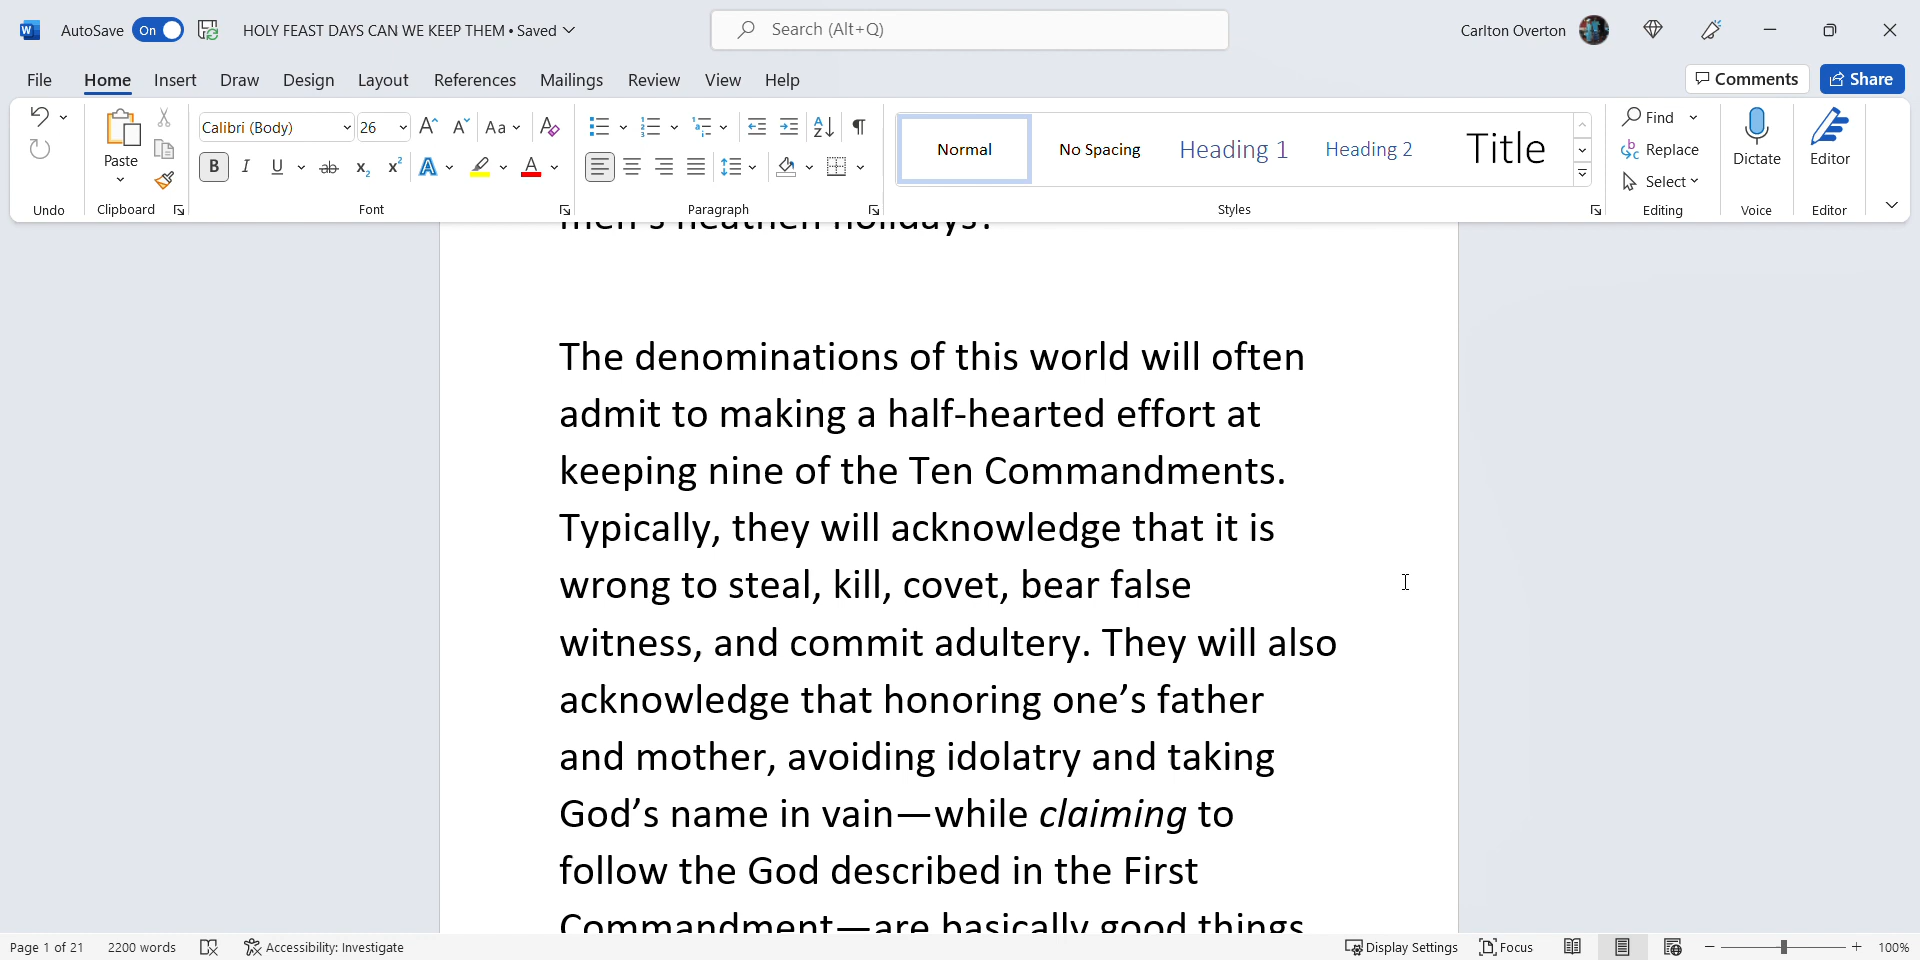 AutoSave On HOLY FEAST DAYS CAN WE KEEP THEM • Saved Search (Alt+Q) Carlton Overton
File Home Insert Draw Design Layout References Mailings Review View Help Comments Share
Calibri (Body) 26 Aa
Paste
Normal No Spacing Heading 1 Heading 2 Title
Find
Replace
Select
Dictate Editor
Undo Clipboard Font Paragraph Styles Editing Voice Editor
men's heathen holidays?
The denominations of this world will often
admit to making a half-hearted effort at
keeping nine of the Ten Commandments.
Typically, they will acknowledge that it is
wrong to steal, kill, covet, bear false
witness, and commit adultery. They will also
acknowledge that honoring one’s father
and mother, avoiding idolatry and taking
God’s name in vain—while claiming to
follow the God described in the First
Commandment—are basically good things
Page 1 of 21 2200 words Accessibility: Investigate Display Settings Focus 100%